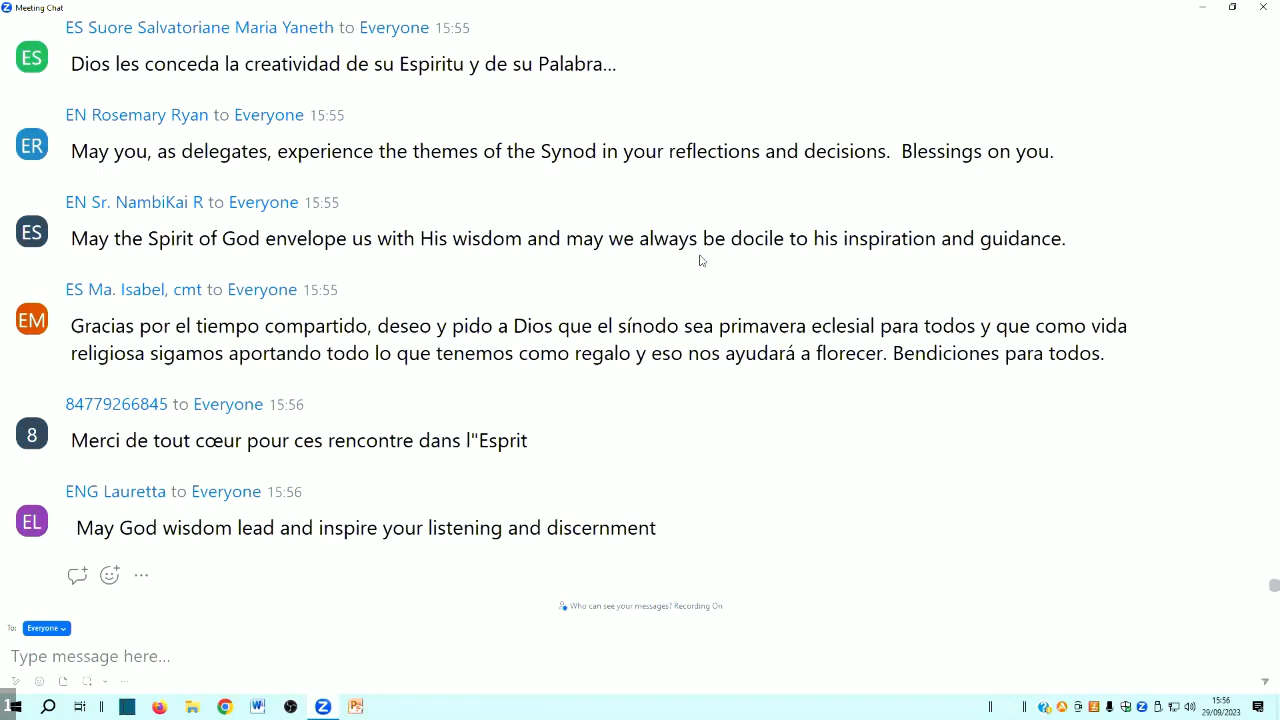 Meeting Chat
ES Suore Salvatoriane Maria Yaneth to Everyone 15:55
ES
Dios les conceda la creatividad de su Espiritu y de su Palabra...
EN Rosemary Ryan to Everyone 15:55
ER
May you, as delegates, experience the themes of the Synod in your reflections and decisions.  Blessings on you.
EN Sr. NambiKai R to Everyone 15:55
ES
May the Spirit of God envelope us with His wisdom and may we always be docile to his inspiration and guidance.
ES Ma. Isabel, cmt to Everyone 15:55
EM
Gracias por el tiempo compartido, deseo y pido a Dios que el sínodo sea primavera eclesial para todos y que como vida
religiosa sigamos aportando todo lo que tenemos como regalo y eso nos ayudará a florecer. Bendiciones para todos.
84779266845 to Everyone 15:56
8
Merci de tout cœur pour ces rencontre dans l"Esprit
ENG Lauretta to Everyone 15:56
EL
May God wisdom lead and inspire your listening and discernment
Who can see your messages? Recording On
To: Everyone
Type message here...
1
15:56
29/09/2023